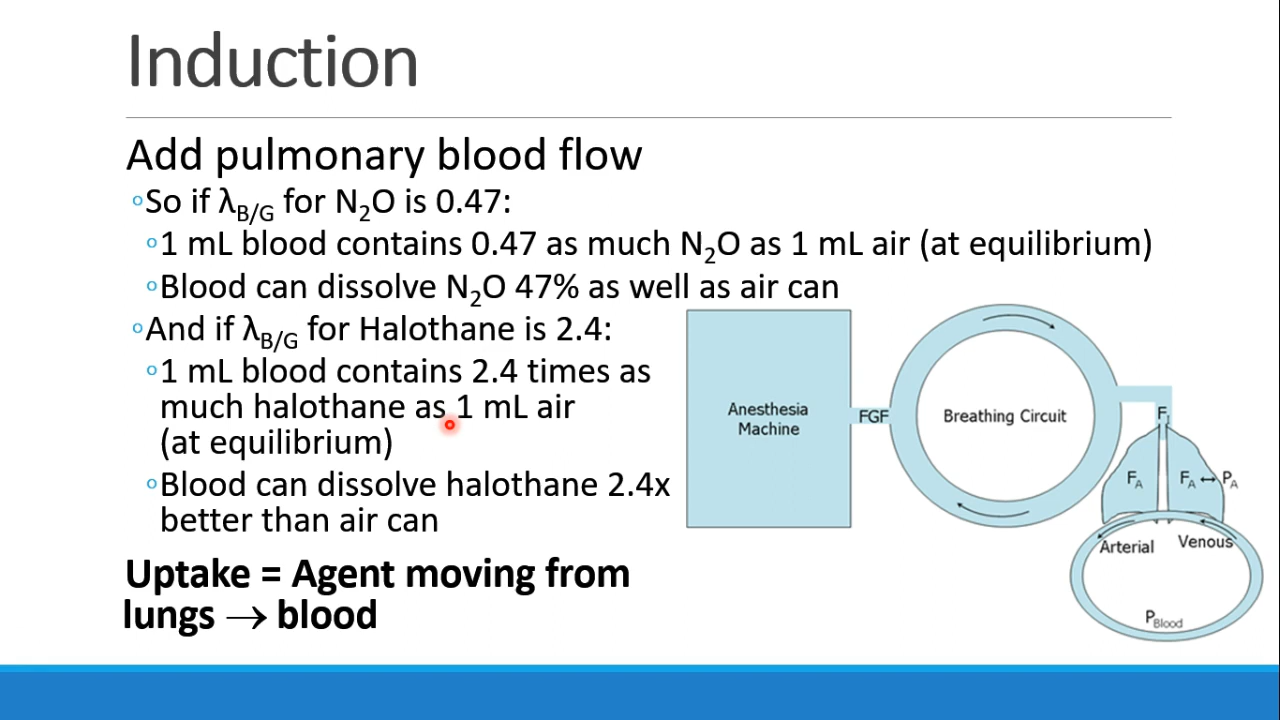 Induction
Add pulmonary blood flow
◦So if λB/G for N2O is 0.47:
◦1 mL blood contains 0.47 as much N2O as 1 mL air (at equilibrium)
◦Blood can dissolve N2O 47% as well as air can
◦And if λB/G for Halothane is 2.4:
◦1 mL blood contains 2.4 times as
much halothane as 1 mL air
(at equilibrium)
◦Blood can dissolve halothane 2.4x
better than air can
Uptake = Agent moving from
lungs → blood
Anesthesia
Machine
FGF
Breathing Circuit
FI
FA
FA ↔ PA
Arterial
Venous
PBlood